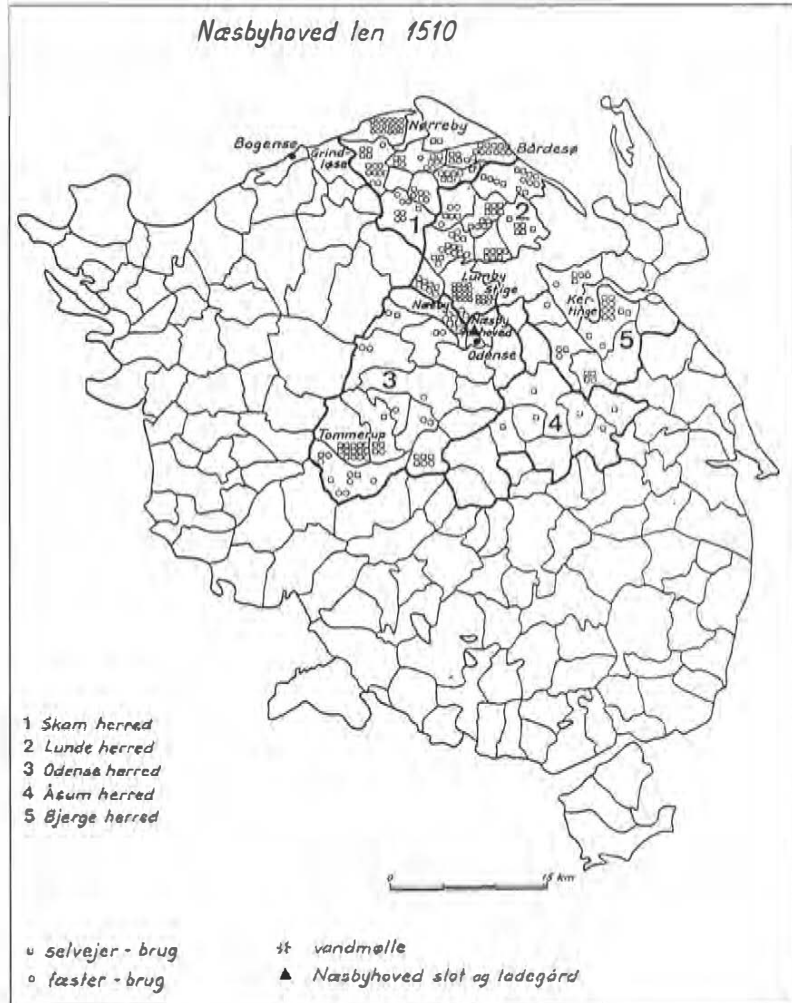 Næsbyhoved len 1510
Nørreby
Bogense
Grind-
løse
Bårdesø
1
2
Lumby
Stige
Næsby
Næsby
hoved
Odense
Ker-
tinge
5
3
4
Tommerup
1 Skam herred
2 Lunde herred
3 Odense herred
4 Åsum herred
5 Bjerge herred
0 15 km
selvejer - brug
fæster - brug
vandmølle
Næsbyhoved slot og ladegård